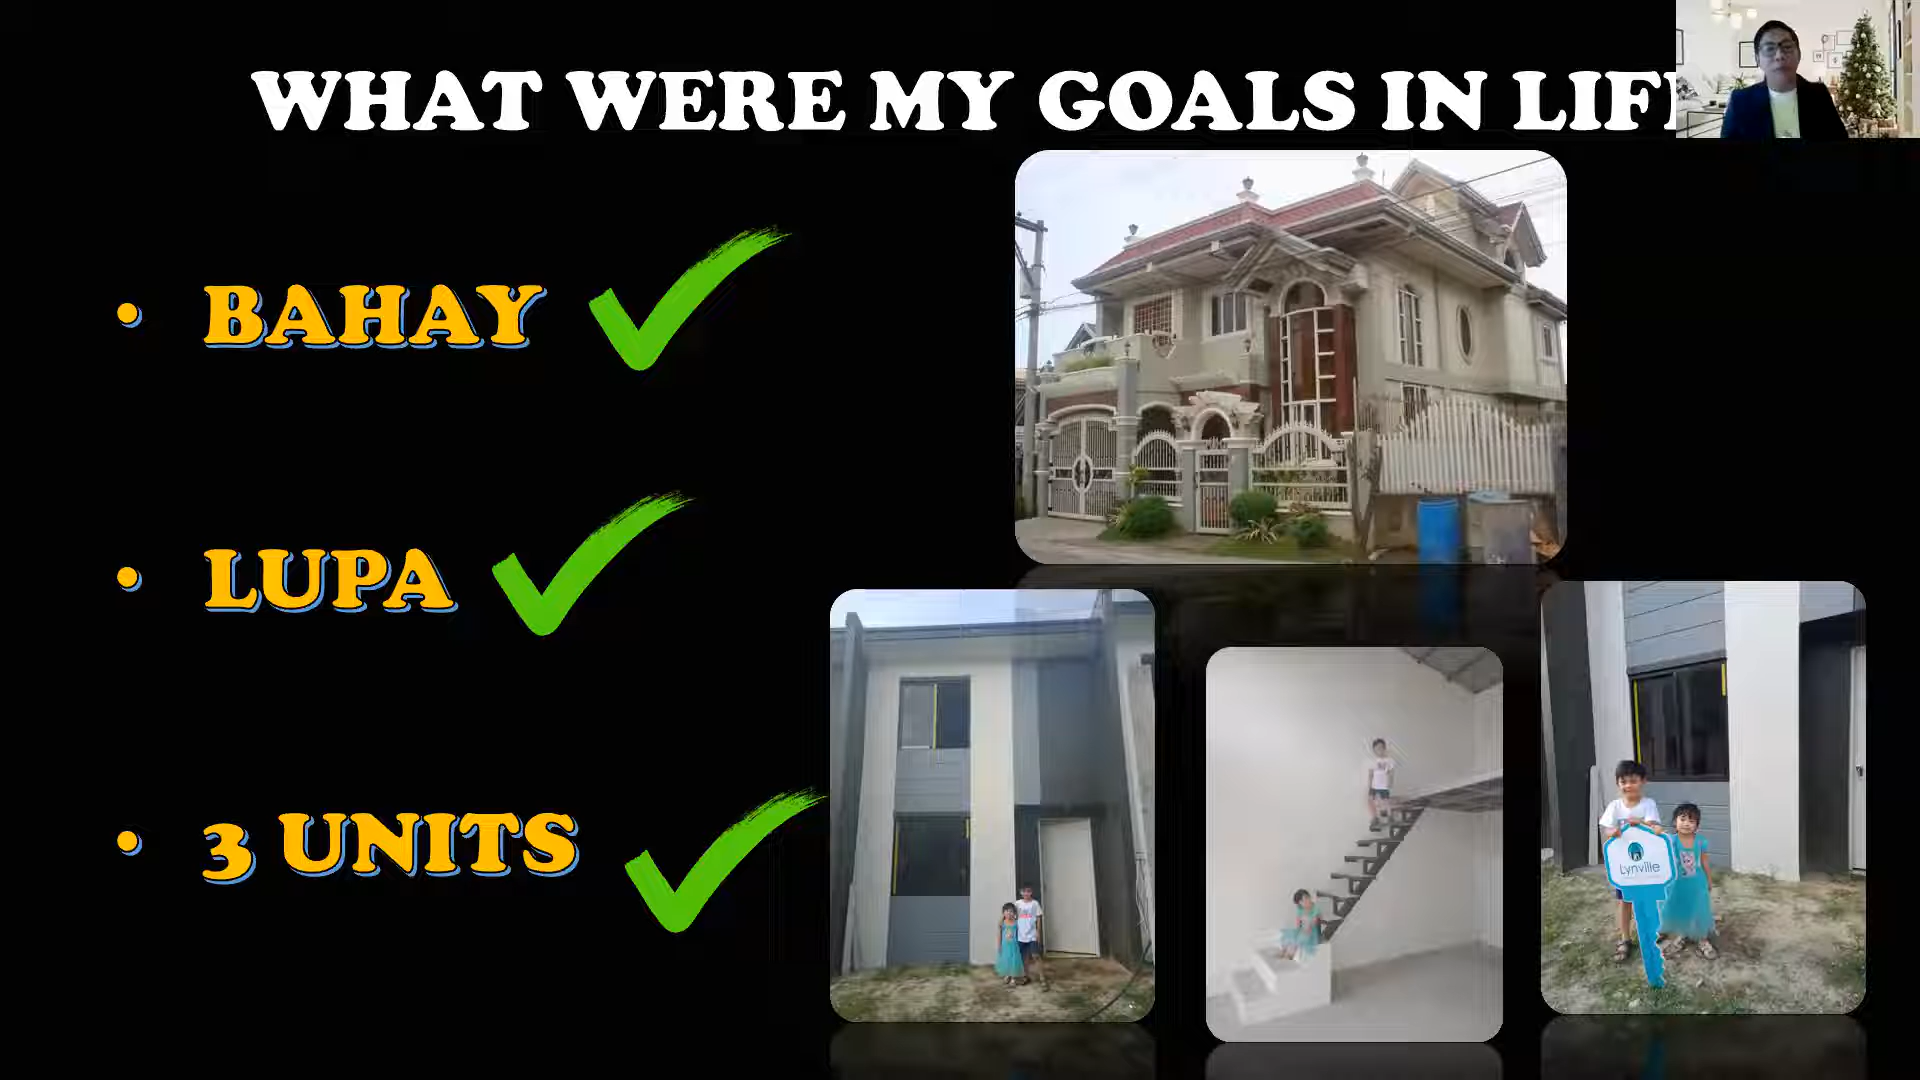 WHAT WERE MY GOALS IN LIF
• BAHAY
• LUPA
• 3 UNITS
Lynville